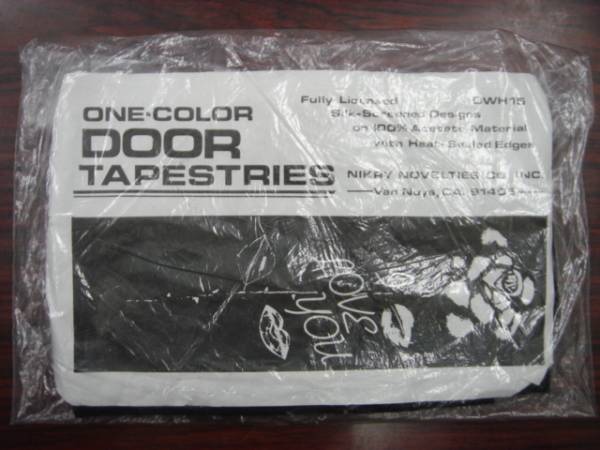 ONE-COLOR
DOOR
TAPESTRIES
Fully Licensed DWH15
Silk-Screened Designs
on 100% Acetate Material
with Heat-Sealed Edges
NIKRY NOVELTIES CO. INC.
Van Nuys, CA.
love
you